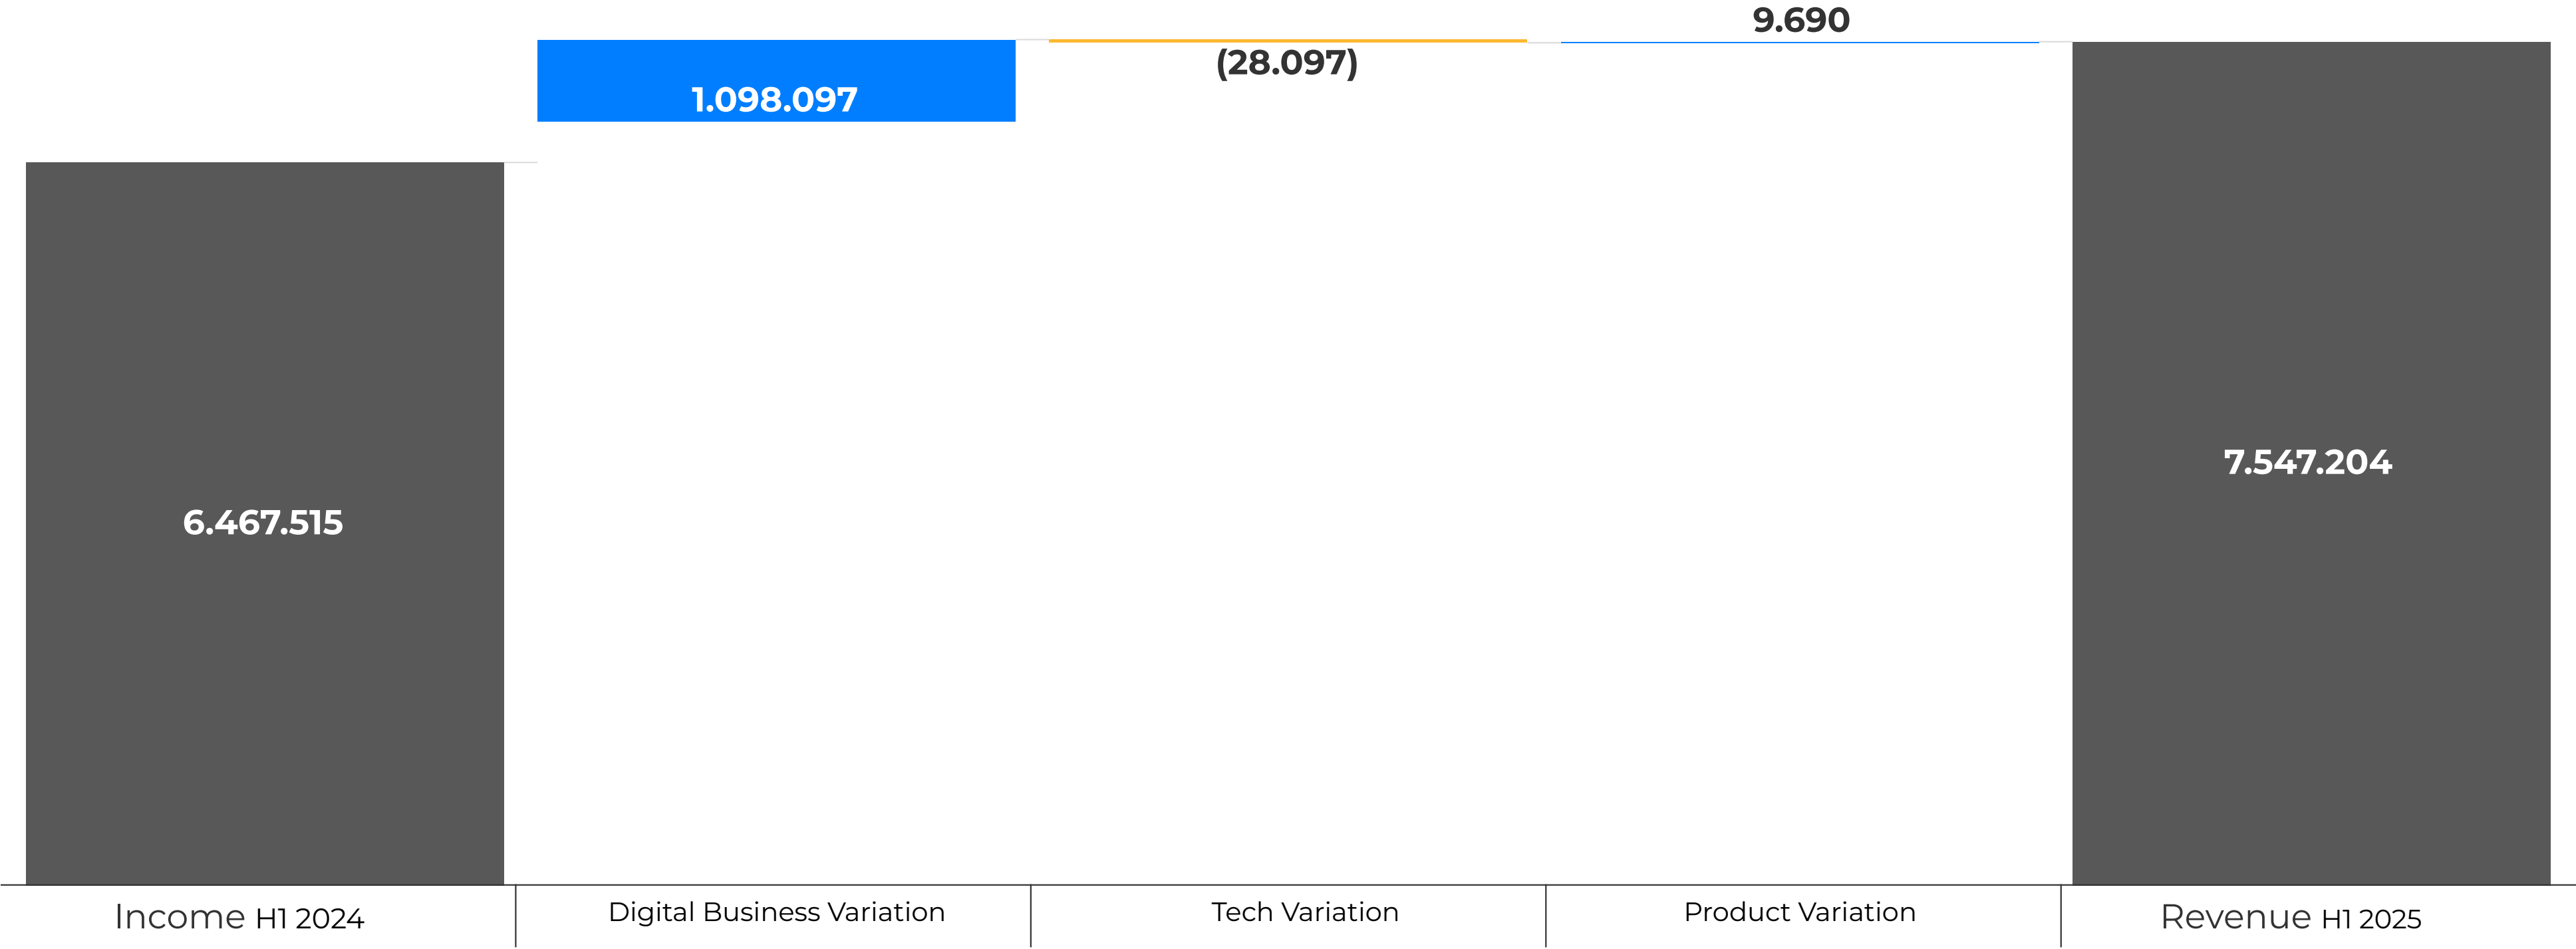 9.690
(28.097)
1.098.097
7.547.204
6.467.515
Income H1 2024
Digital Business Variation
Tech Variation
Product Variation
Revenue H1 2025